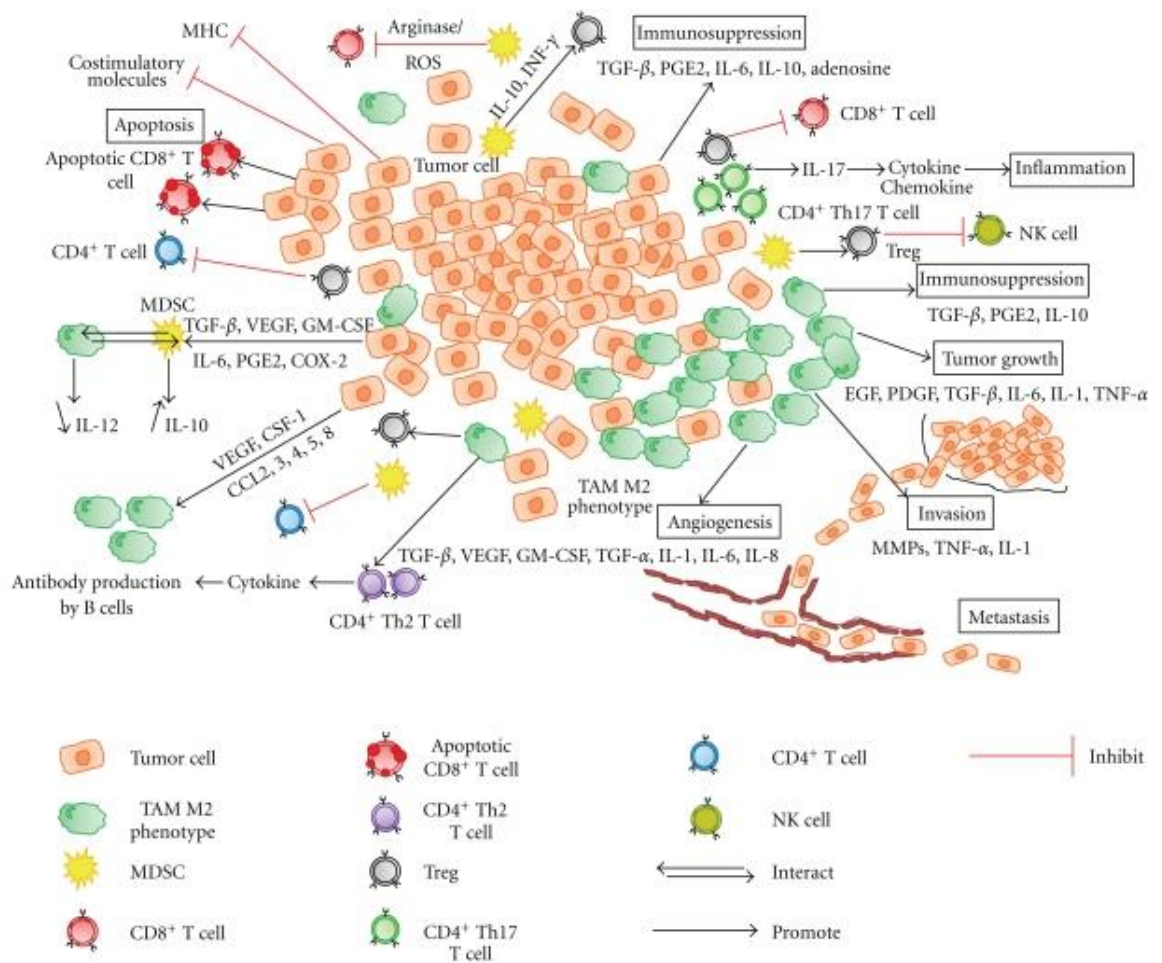 MHC
Arginase/
ROS
Costimulatory
molecules
IL-10, INF-γ
Immunosuppression
TGF-β, PGE2, IL-6, IL-10, adenosine
Apoptosis
Apoptotic CD8⁺ T
cell
Tumor cell
CD8⁺ T cell
IL-17
Cytokine
Chemokine
Inflammation
CD4⁺ Th17 T cell
CD4⁺ T cell
Treg
NK cell
MDSC
TGF-β, VEGF, GM-CSF
IL-6, PGE2, COX-2
IL-12
IL-10
Immunosuppression
TGF-β, PGE2, IL-10
Tumor growth
EGF, PDGF, TGF-β, IL-6, IL-1, TNF-α
VEGF, CSF-1
CCL2, 3, 4, 5, 8
TAM M2
phenotype
Angiogenesis
TGF-β, VEGF, GM-CSF, TGF-α, IL-1, IL-6, IL-8
Invasion
MMPs, TNF-α, IL-1
Antibody production
by B cells
Cytokine
CD4⁺ Th2 T cell
Metastasis
Tumor cell
Apoptotic
CD8⁺ T cell
CD4⁺ T cell
Inhibit
TAM M2
phenotype
CD4⁺ Th2
T cell
NK cell
MDSC
Treg
Interact
CD8⁺ T cell
CD4⁺ Th17
T cell
Promote